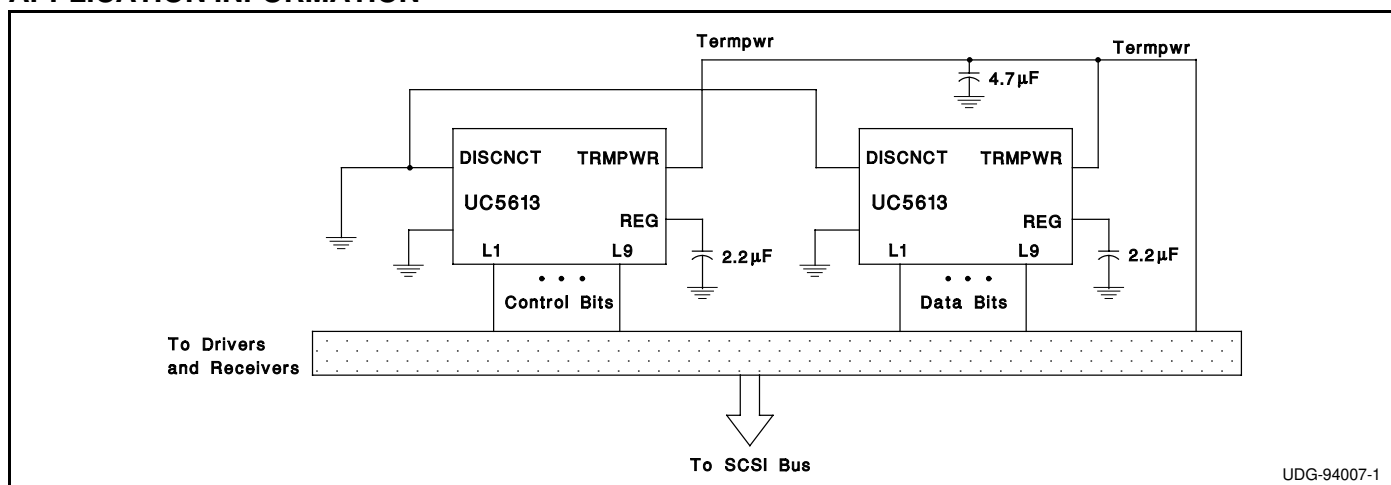 APPLICATION INFORMATION
Termpwr
Termpwr
4.7µF
DISCNCT TRMPWR
UC5613
REG
L1 L9
2.2µF
Control Bits
DISCNCT TRMPWR
UC5613
REG
L1 L9
2.2µF
Data Bits
To Drivers
and Receivers
To SCSI Bus
UDG-94007-1